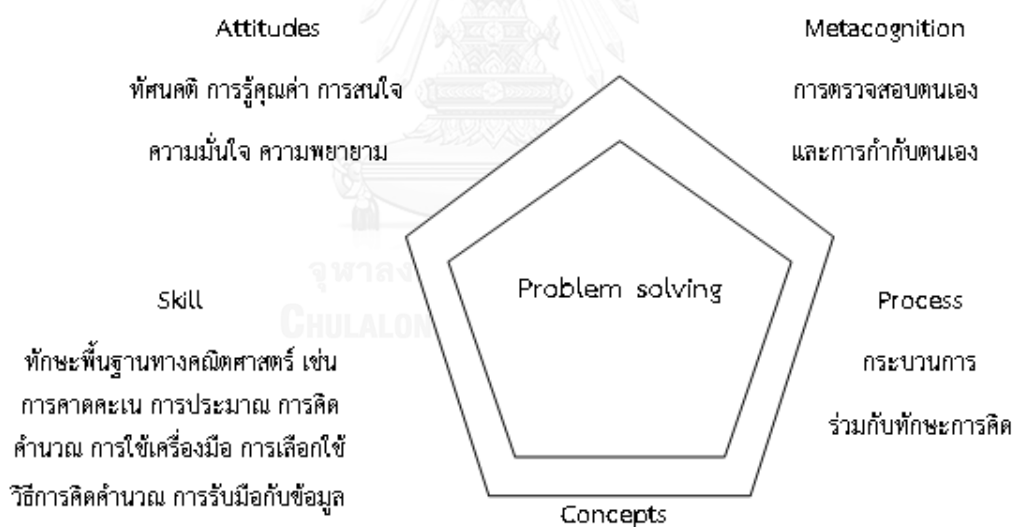 Attitudes
ทัศนคติ การรู้คุณค่า การสนใจ
ความมั่นใจ ความพยายาม
Metacognition
การตรวจสอบตนเอง
และการกำกับตนเอง
Problem solving
Skill
ทักษะพื้นฐานทางคณิตศาสตร์ เช่น
การคาดคะเน การประมาณ การคิด
คำนวณ การใช้เครื่องมือ การเลือกใช้
วิธีการคิดคำนวณ การรับมือกับข้อมูล
Process
กระบวนการ
ร่วมกับทักษะการคิด
Concepts
จุฬาลง
CHULALON